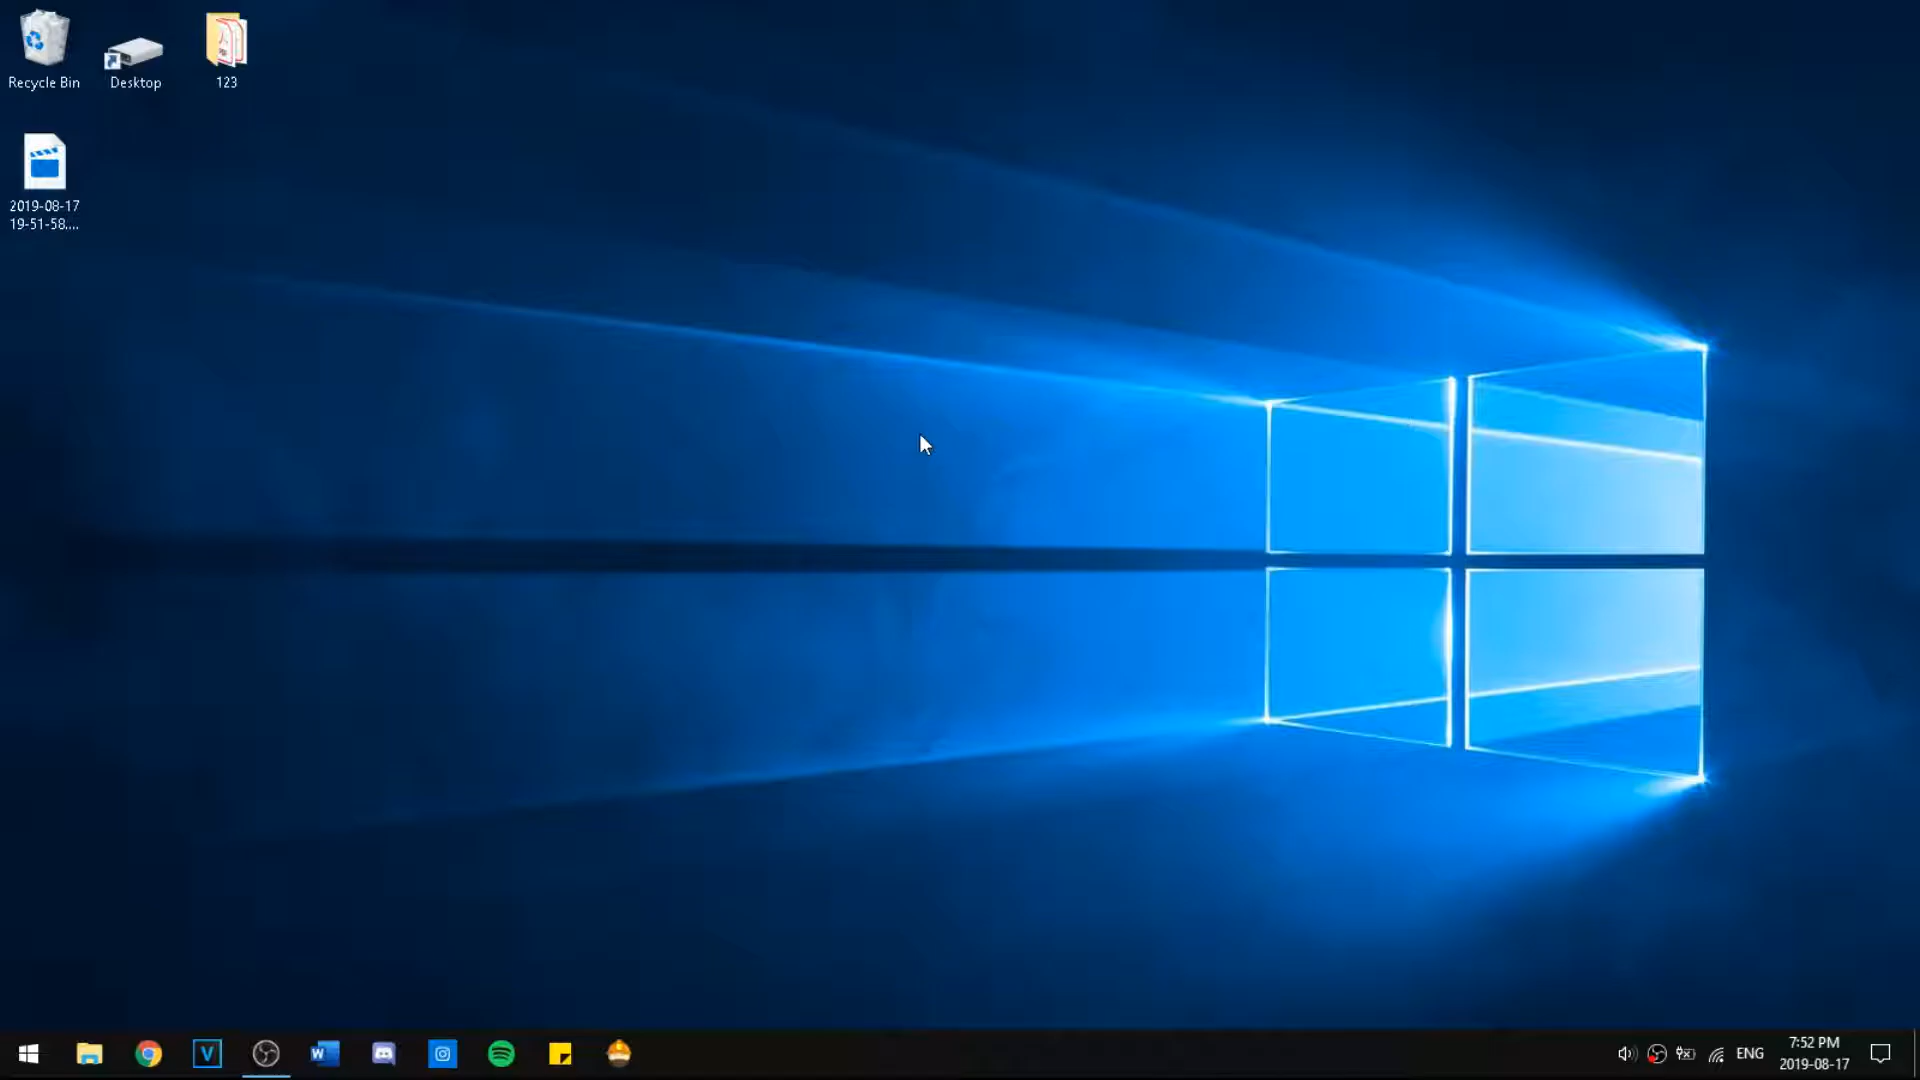 Recycle Bin
Desktop
123
2019-08-17
19-51-58....
ENG
7:52 PM
2019-08-17